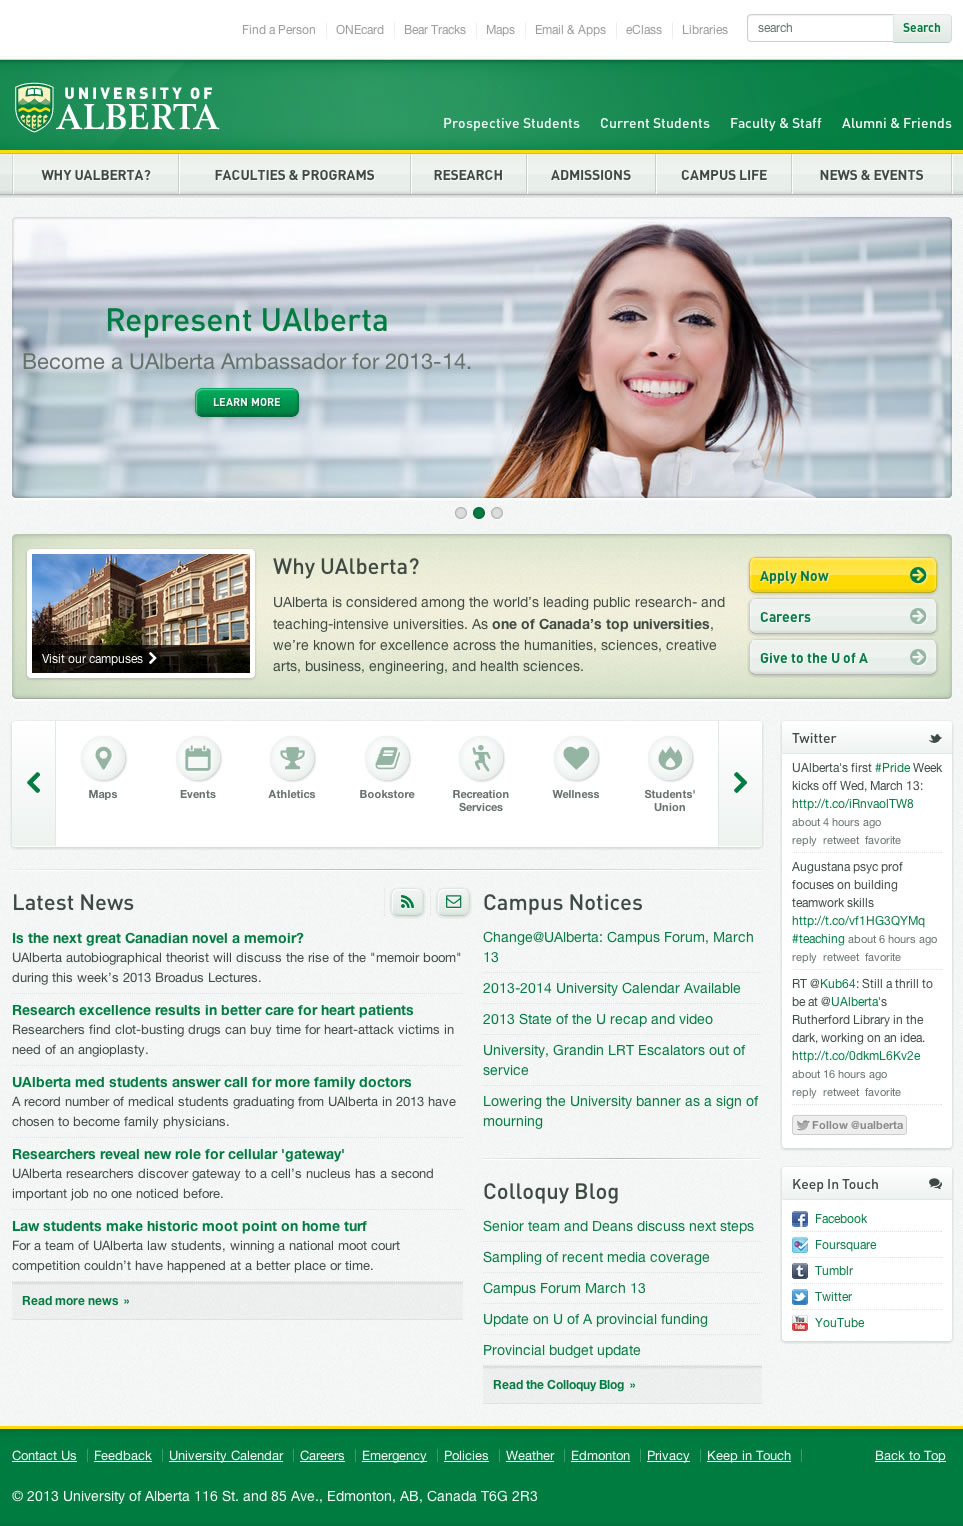 Find a Person
ONEcard
Bear Tracks
Maps
Email & Apps
eClass
Libraries
search
Search
UNIVERSITY OF
ALBERTA
Prospective Students
Current Students
Faculty & Staff
Alumni & Friends
WHY UALBERTA?
FACULTIES & PROGRAMS
RESEARCH
ADMISSIONS
CAMPUS LIFE
NEWS & EVENTS
Represent UAlberta
Become a UAlberta Ambassador for 2013-14.
LEARN MORE
Visit our campuses
Why UAlberta?
UAlberta is considered among the world's leading public research- and
teaching-intensive universities. As one of Canada's top universities,
we're known for excellence across the humanities, sciences, creative
arts, business, engineering, and health sciences.
Apply Now
Careers
Give to the U of A
Maps
Events
Athletics
Bookstore
Recreation
Services
Wellness
Students'
Union
Latest News
Is the next great Canadian novel a memoir?
UAlberta autobiographical theorist will discuss the rise of the "memoir boom"
during this week's 2013 Broadus Lectures.
Research excellence results in better care for heart patients
Researchers find clot-busting drugs can buy time for heart-attack victims in
need of an angioplasty.
UAlberta med students answer call for more family doctors
A record number of medical students graduating from UAlberta in 2013 have
chosen to become family physicians.
Researchers reveal new role for cellular 'gateway'
UAlberta researchers discover gateway to a cell's nucleus has a second
important job no one noticed before.
Law students make historic moot point on home turf
For a team of UAlberta law students, winning a national moot court
competition couldn't have happened at a better place or time.
Read more news »
Campus Notices
Change@UAlberta: Campus Forum, March
13
2013-2014 University Calendar Available
2013 State of the U recap and video
University, Grandin LRT Escalators out of
service
Lowering the University banner as a sign of
mourning
Colloquy Blog
Senior team and Deans discuss next steps
Sampling of recent media coverage
Campus Forum March 13
Update on U of A provincial funding
Provincial budget update
Read the Colloquy Blog »
Twitter
UAlberta's first #Pride Week
kicks off Wed, March 13:
http://t.co/iRnvaolTW8
about 4 hours ago
reply retweet favorite
Augustana psyc prof
focuses on building
teamwork skills
http://t.co/vf1HG3QYMq
#teaching about 6 hours ago
reply retweet favorite
RT @Kub64: Still a thrill to
be at @UAlberta's
Rutherford Library in the
dark, working on an idea.
http://t.co/0dkmL6Kv2e
about 16 hours ago
reply retweet favorite
Follow @ualberta
Keep In Touch
Facebook
Foursquare
Tumblr
Twitter
YouTube
Contact Us
Feedback
University Calendar
Careers
Emergency
Policies
Weather
Edmonton
Privacy
Keep in Touch
Back to Top
© 2013 University of Alberta 116 St. and 85 Ave., Edmonton, AB, Canada T6G 2R3